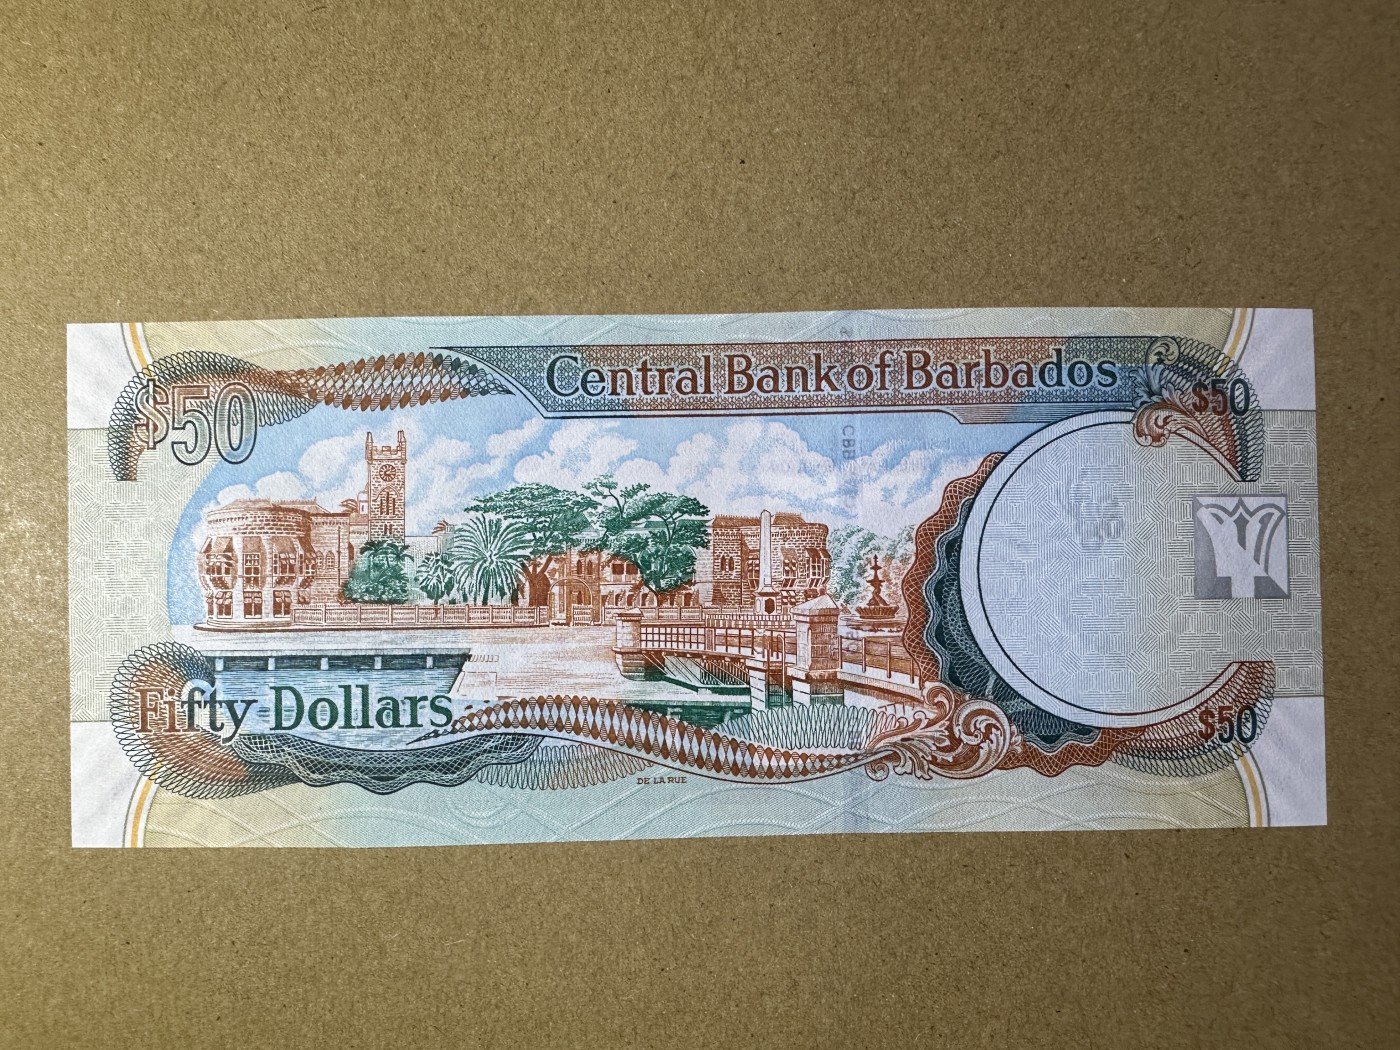 Central Bank of Barbados
$50
$50
Fifty Dollars
$50
DE LA RUE